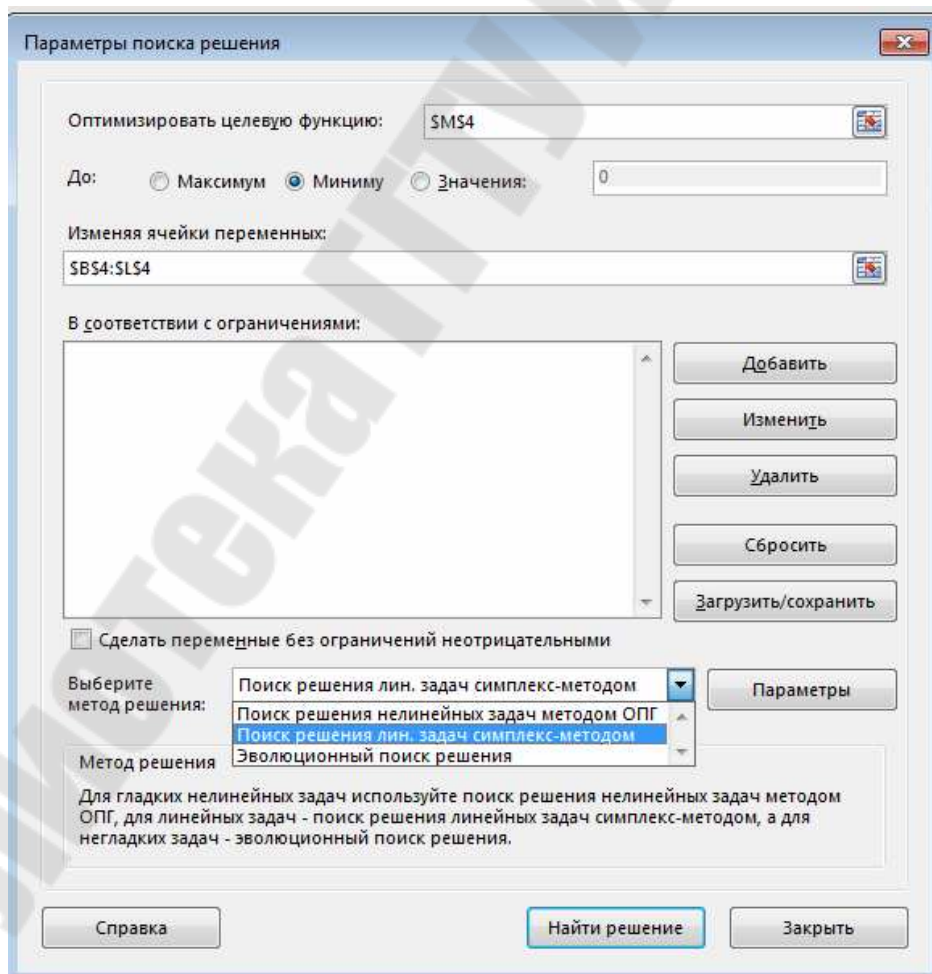 Параметры поиска решения
Оптимизировать целевую функцию: $M$4
До: Максимум Миниму Значения: 0
Изменяя ячейки переменных:
$B$4:$L$4
В соответствии с ограничениями:
Добавить
Изменить
Удалить
Сбросить
Загрузить/сохранить
Сделать переменные без ограничений неотрицательными
Выберите
метод решения:
Поиск решения лин. задач симплекс-методом
Параметры
Поиск решения нелинейных задач методом ОПГ
Поиск решения лин. задач симплекс-методом
Эволюционный поиск решения
Метод решения
Для гладких нелинейных задач используйте поиск решения нелинейных задач методом
ОПГ, для линейных задач - поиск решения линейных задач симплекс-методом, а для
негладких задач - эволюционный поиск решения.
Справка
Найти решение
Закрыть